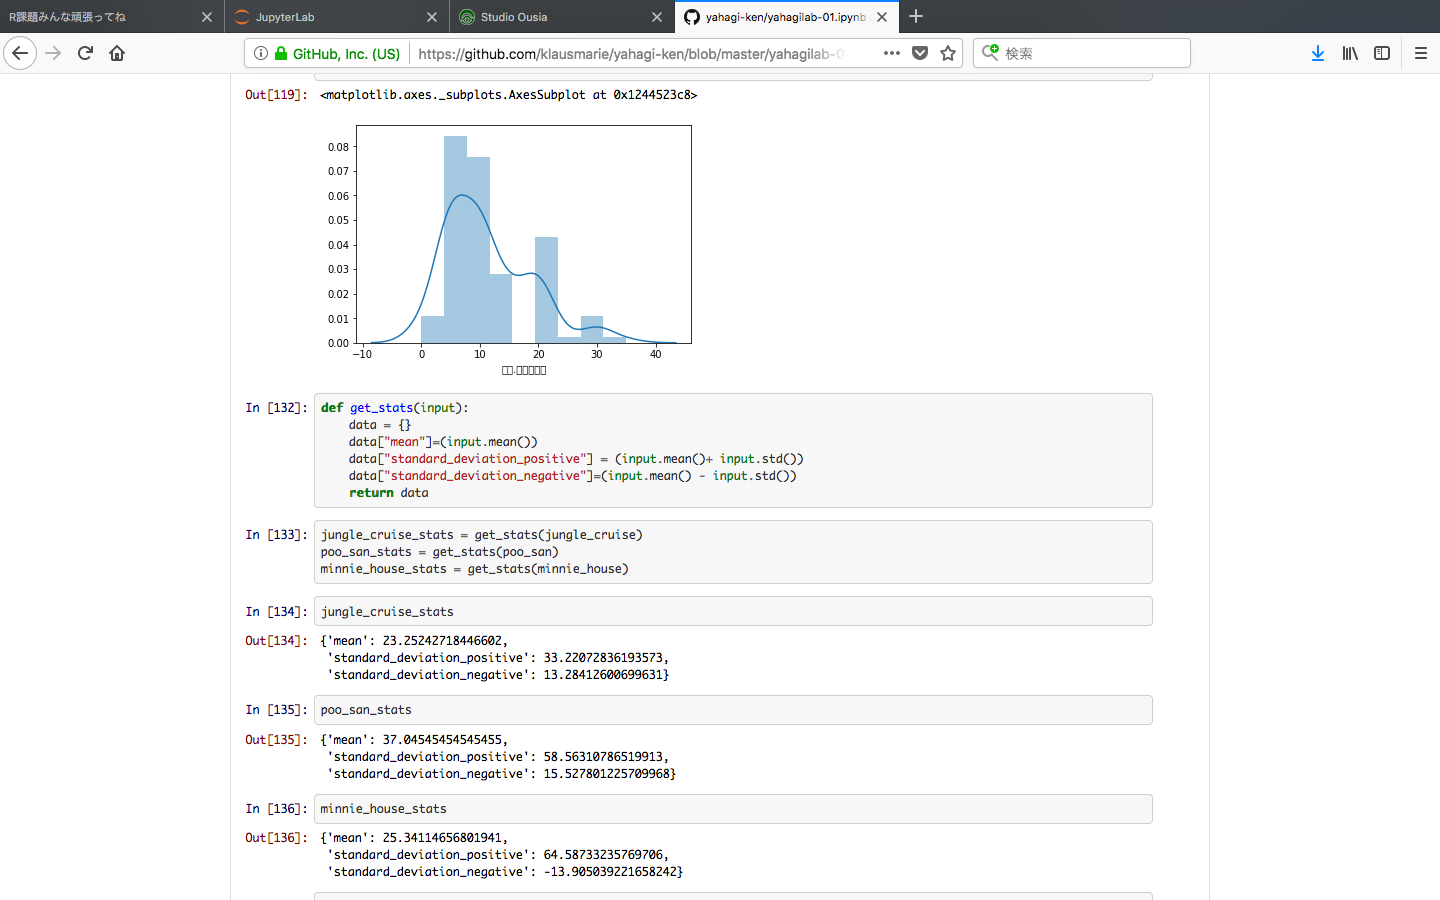 R課題みんな頑張ってね
JupyterLab
Studio Ousia
yahagi-ken/yahagilab-01.ipynb
GitHub, Inc. (US)
https://github.com/klausmarie/yahagi-ken/blob/master/yahagilab-0
検索
Out[119]: <matplotlib.axes._subplots.AxesSubplot at 0x1244523c8>
0.08
0.07
0.06
0.05
0.04
0.03
0.02
0.01
0.00
−10 0 10 20 30 40
In [132]: def get_stats(input):
data = {}
data["mean"]=(input.mean())
data["standard_deviation_positive"] = (input.mean()+ input.std())
data["standard_deviation_negative"]=(input.mean() - input.std())
return data
In [133]: jungle_cruise_stats = get_stats(jungle_cruise)
poo_san_stats = get_stats(poo_san)
minnie_house_stats = get_stats(minnie_house)
In [134]: jungle_cruise_stats
Out[134]: {'mean': 23.25242718446602,
'standard_deviation_positive': 33.22072836193573,
'standard_deviation_negative': 13.28412600699631}
In [135]: poo_san_stats
Out[135]: {'mean': 37.04545454545455,
'standard_deviation_positive': 58.56310786519913,
'standard_deviation_negative': 15.527801225709968}
In [136]: minnie_house_stats
Out[136]: {'mean': 25.34114656801941,
'standard_deviation_positive': 64.58733235769706,
'standard_deviation_negative': -13.905039221658242}